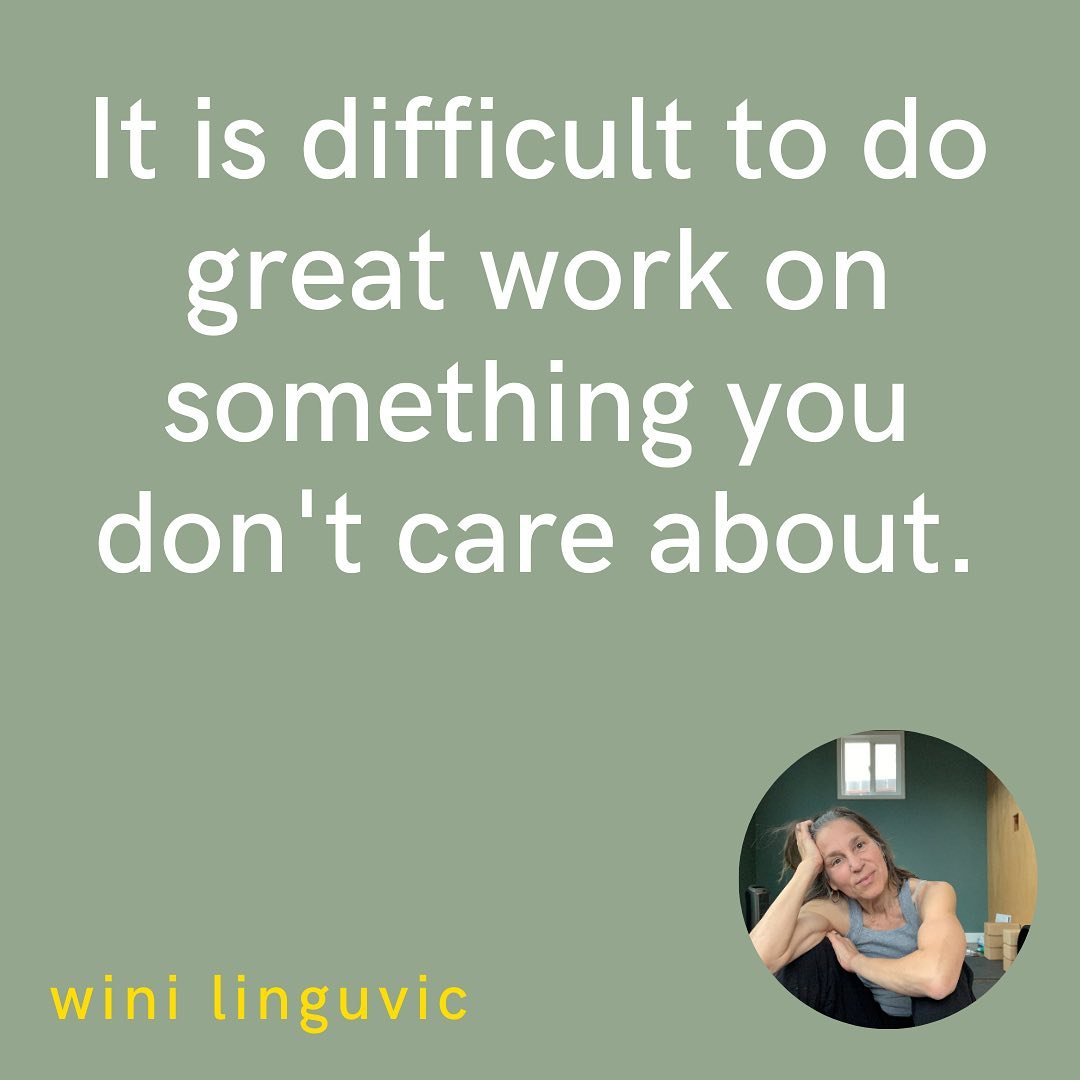 It is difficult to do
great work on
something you
don't care about.
wini linguvic